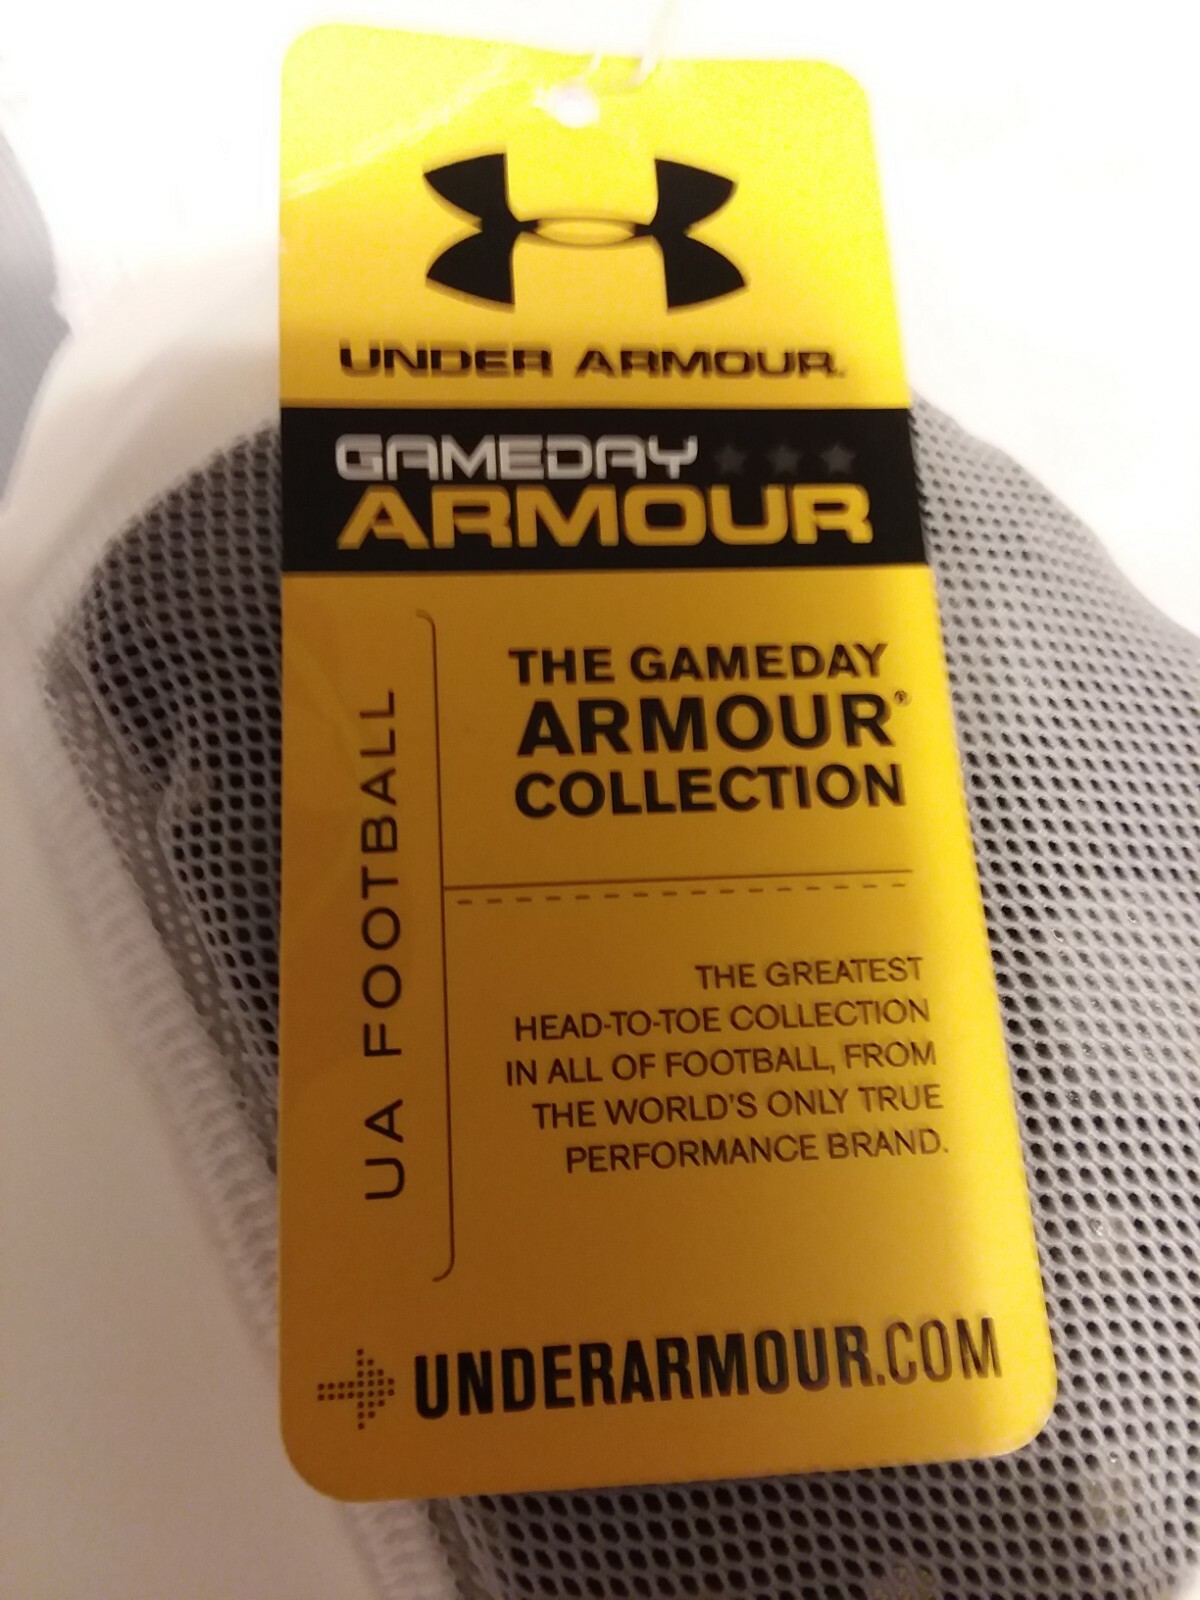 UNDER ARMOUR.
GAMEDAY
ARMOUR
UA FOOTBALL
THE GAMEDAY
ARMOUR®
COLLECTION
THE GREATEST
HEAD-TO-TOE COLLECTION
IN ALL OF FOOTBALL, FROM
THE WORLD'S ONLY TRUE
PERFORMANCE BRAND.
UNDERARMOUR.COM